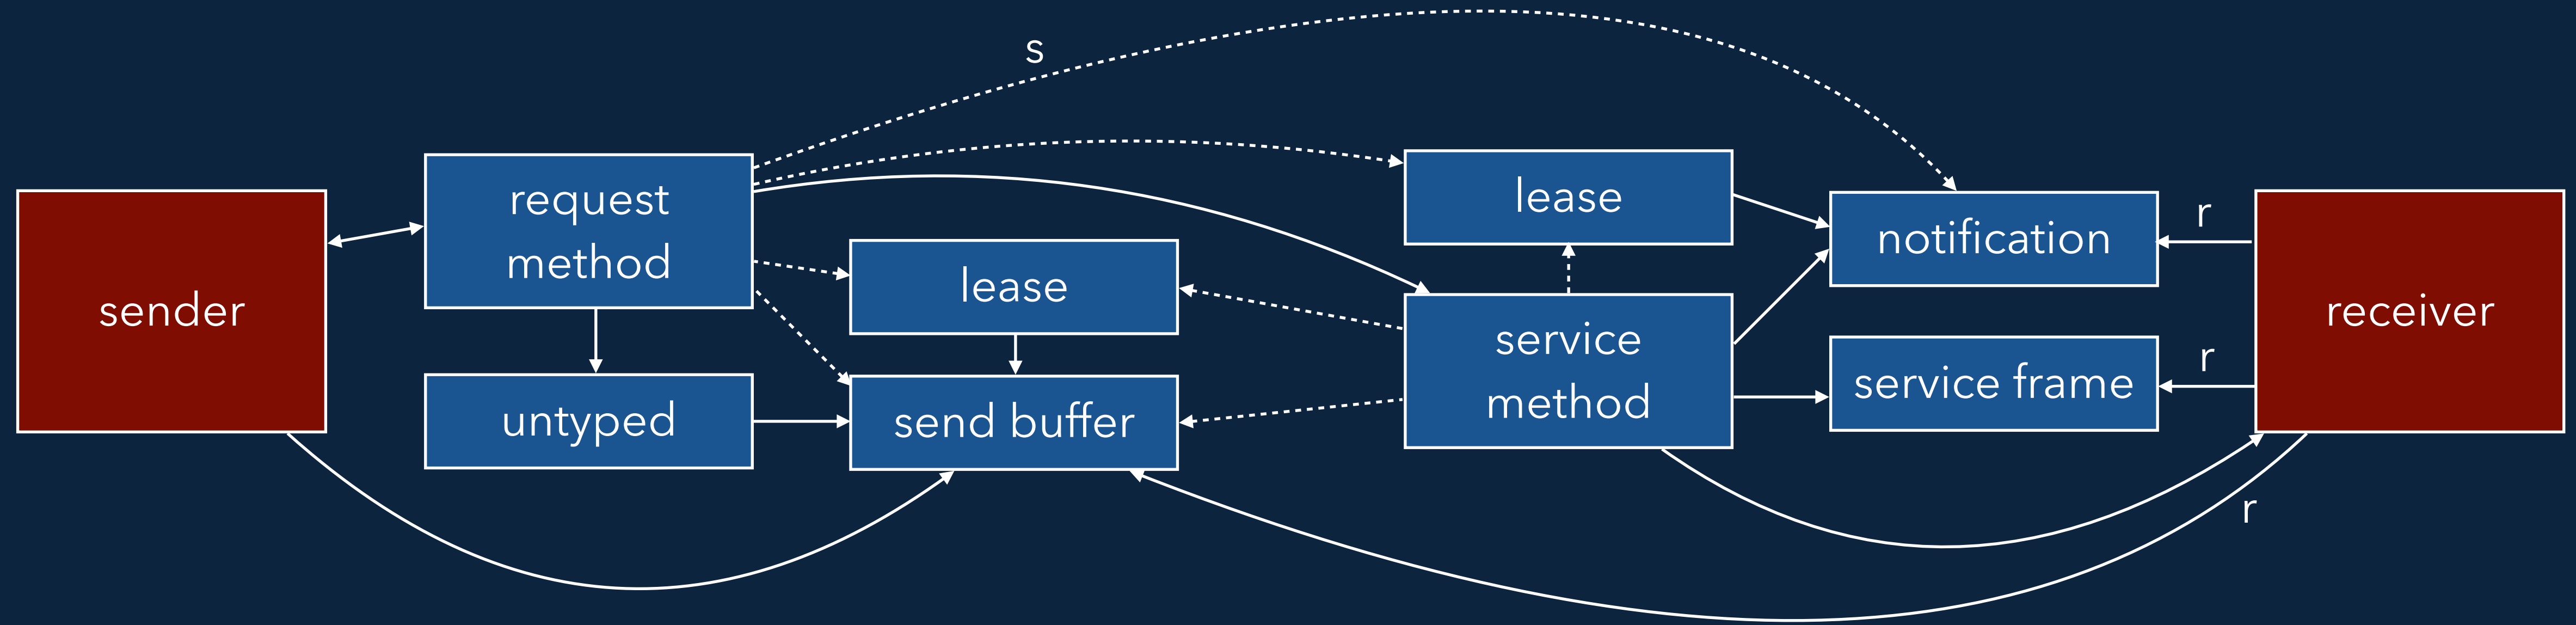 s
sender
request
method
untyped
lease
send buffer
lease
service
method
notification
service frame
r
r
r
receiver